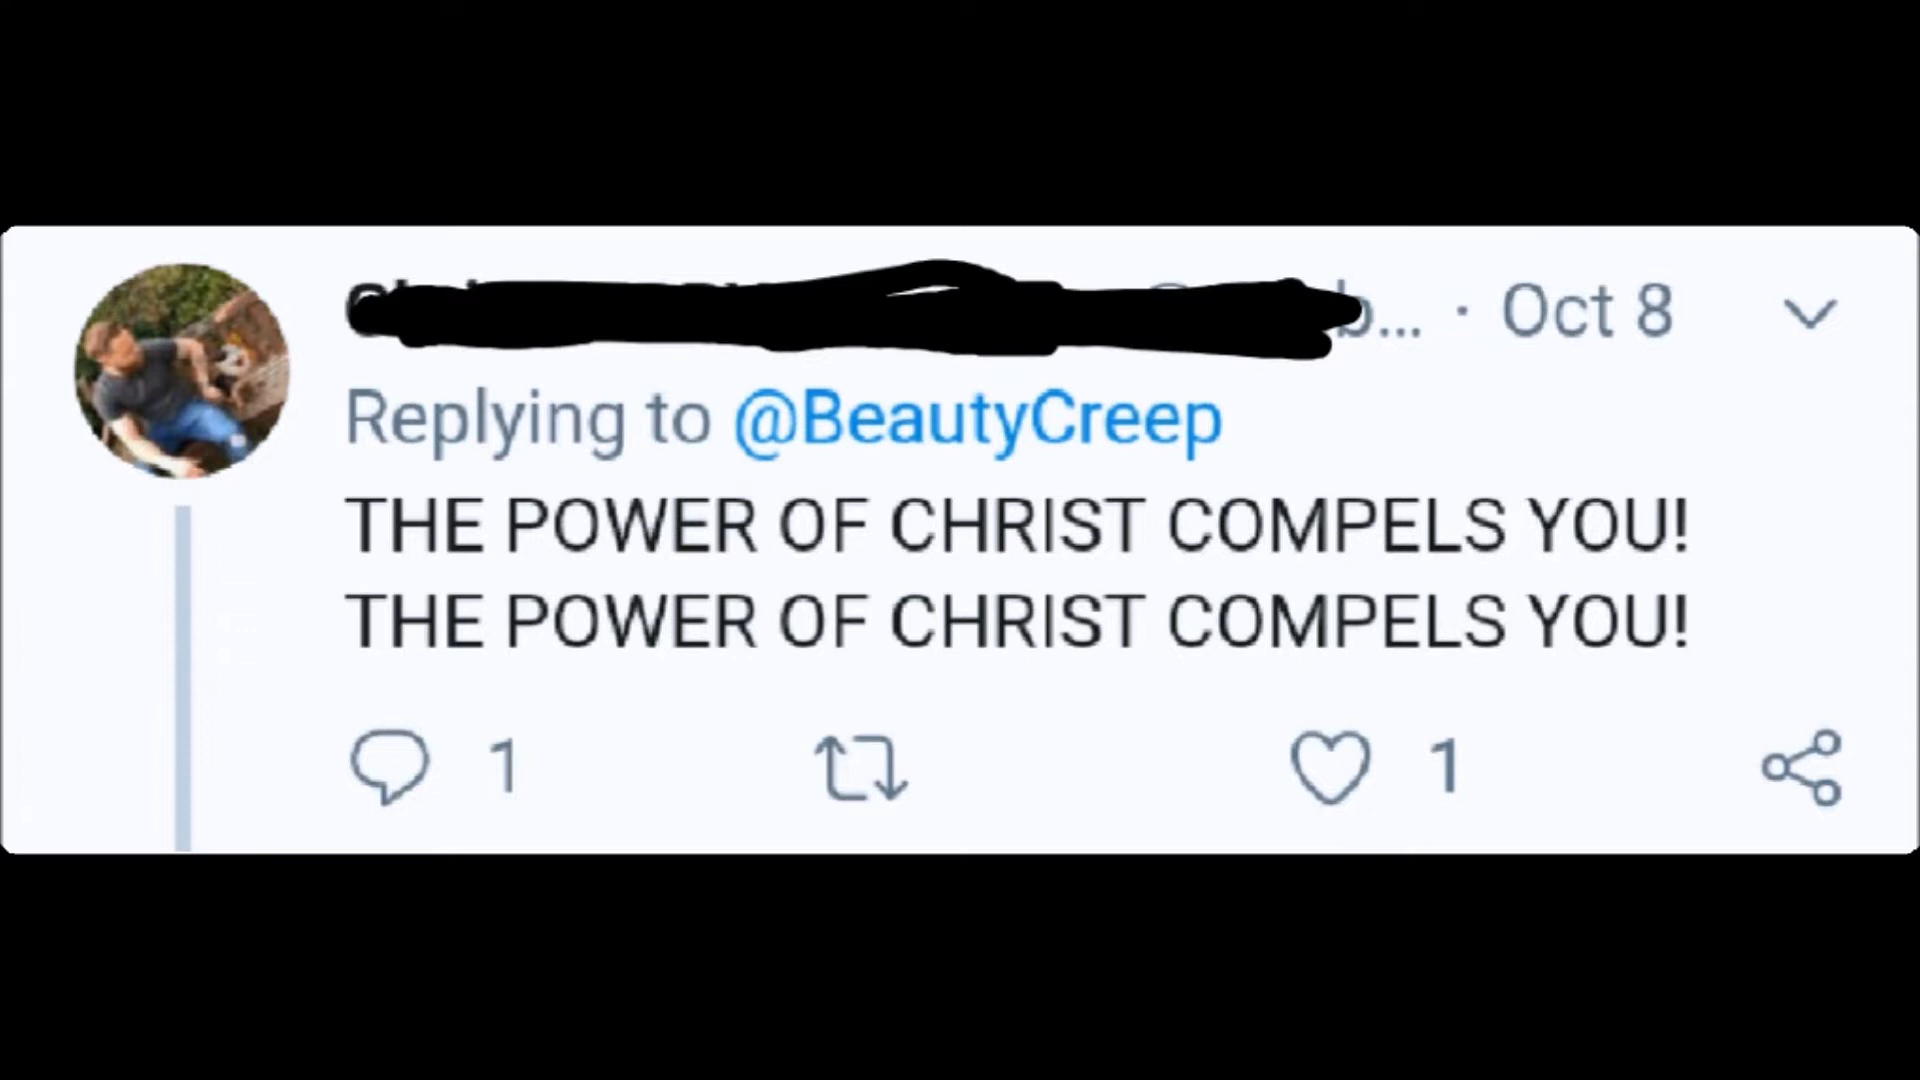 b... · Oct 8
Replying to @BeautyCreep
THE POWER OF CHRIST COMPELS YOU!
THE POWER OF CHRIST COMPELS YOU!
1 1